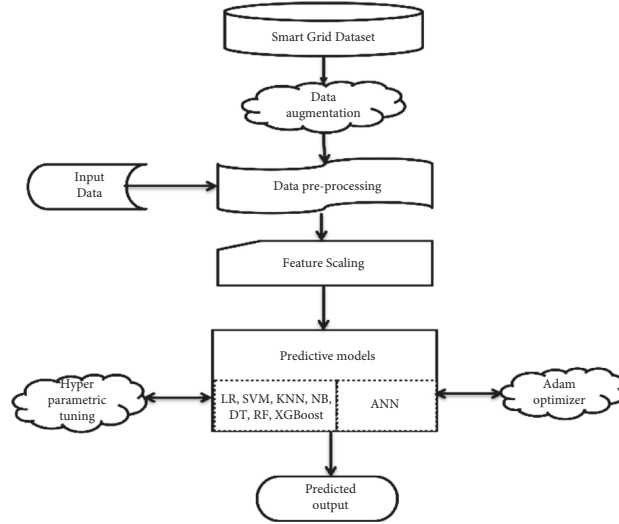 Smart Grid Dataset
Data
augmentation
Input
Data
Data pre-processing
Feature Scaling
Predictive models
Hyper
parametric
tuning
LR, SVM, KNN, NB,
DT, RF, XGBoost
ANN
Adam
optimizer
Predicted
output